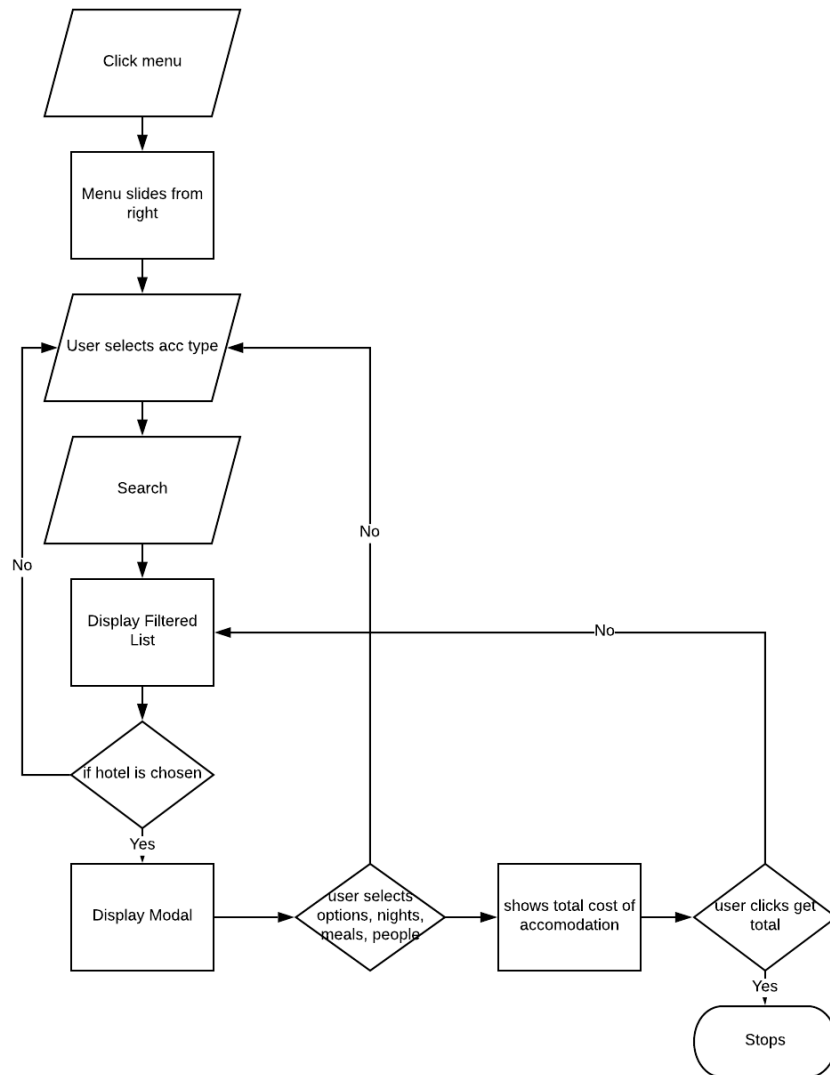 Click menu
Menu slides from
right
User selects acc type
Search
No
No
Display Filtered
List
No
if hotel is chosen
Yes
Display Modal
user selects
options, nights,
meals, people
shows total cost of
accomodation
user clicks get
total
Yes
Stops